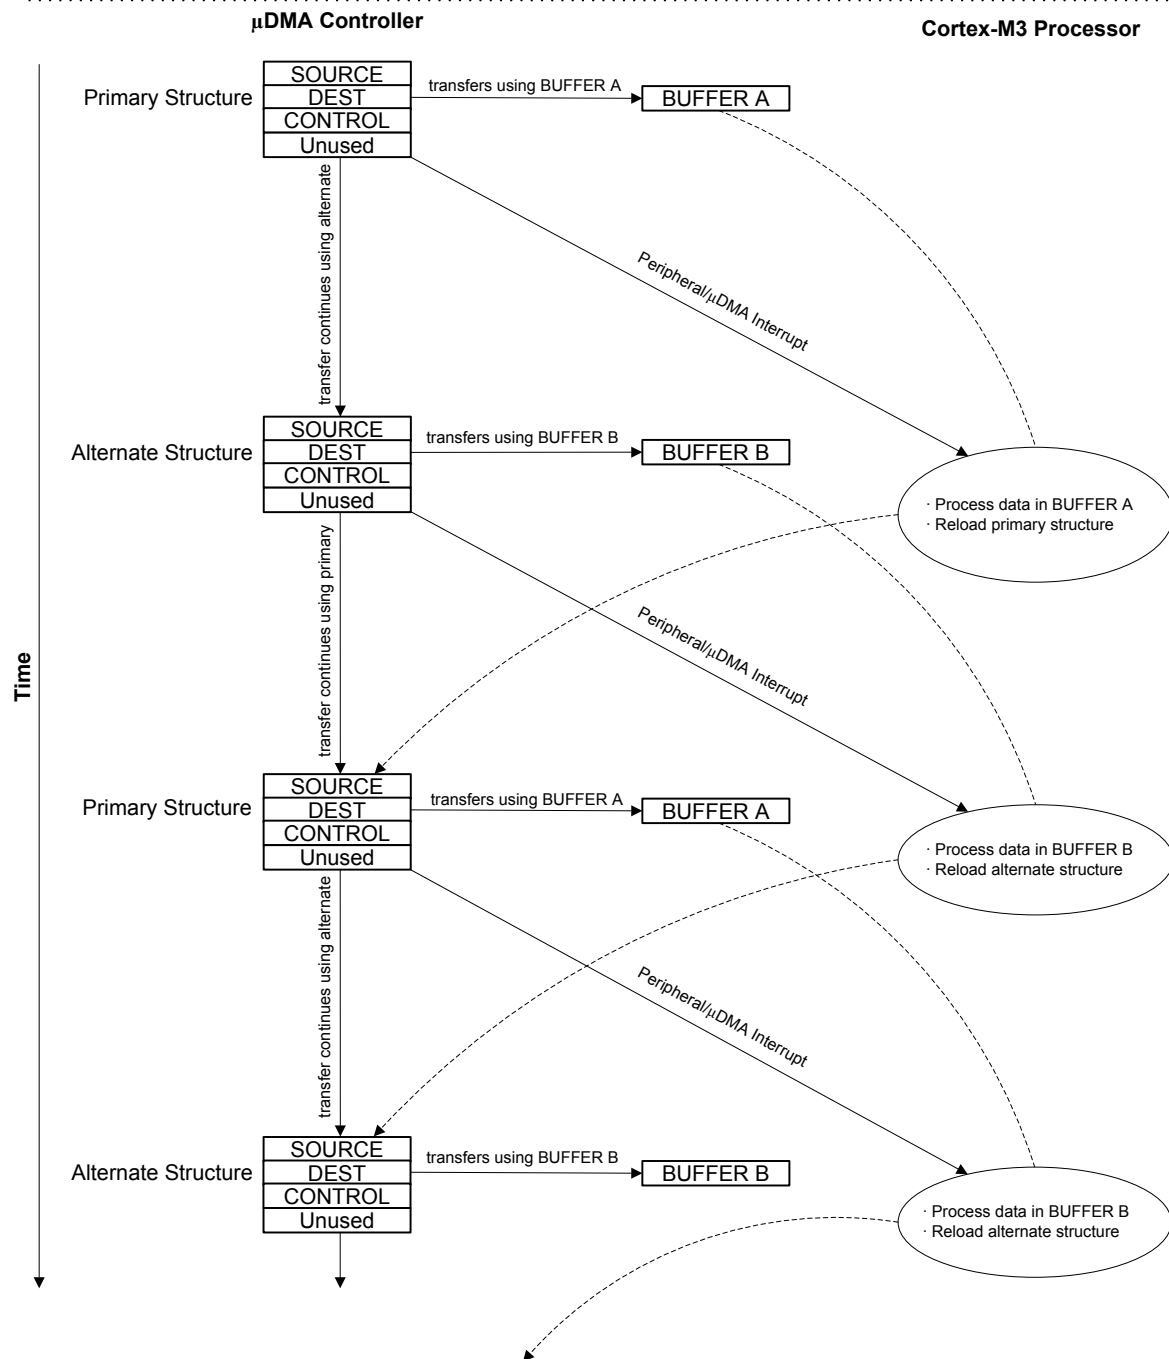 μDMA Controller
Cortex-M3 Processor
Primary Structure
SOURCE
DEST
CONTROL
Unused
transfers using BUFFER A
BUFFER A
transfer continues using alternate
Peripheral/μDMA Interrupt
Alternate Structure
SOURCE
DEST
CONTROL
Unused
transfers using BUFFER B
BUFFER B
· Process data in BUFFER A
· Reload primary structure
transfer continues using primary
Peripheral/μDMA Interrupt
Time
Primary Structure
SOURCE
DEST
CONTROL
Unused
transfers using BUFFER A
BUFFER A
· Process data in BUFFER B
· Reload alternate structure
transfer continues using alternate
Peripheral/μDMA Interrupt
Alternate Structure
SOURCE
DEST
CONTROL
Unused
transfers using BUFFER B
BUFFER B
· Process data in BUFFER B
· Reload alternate structure